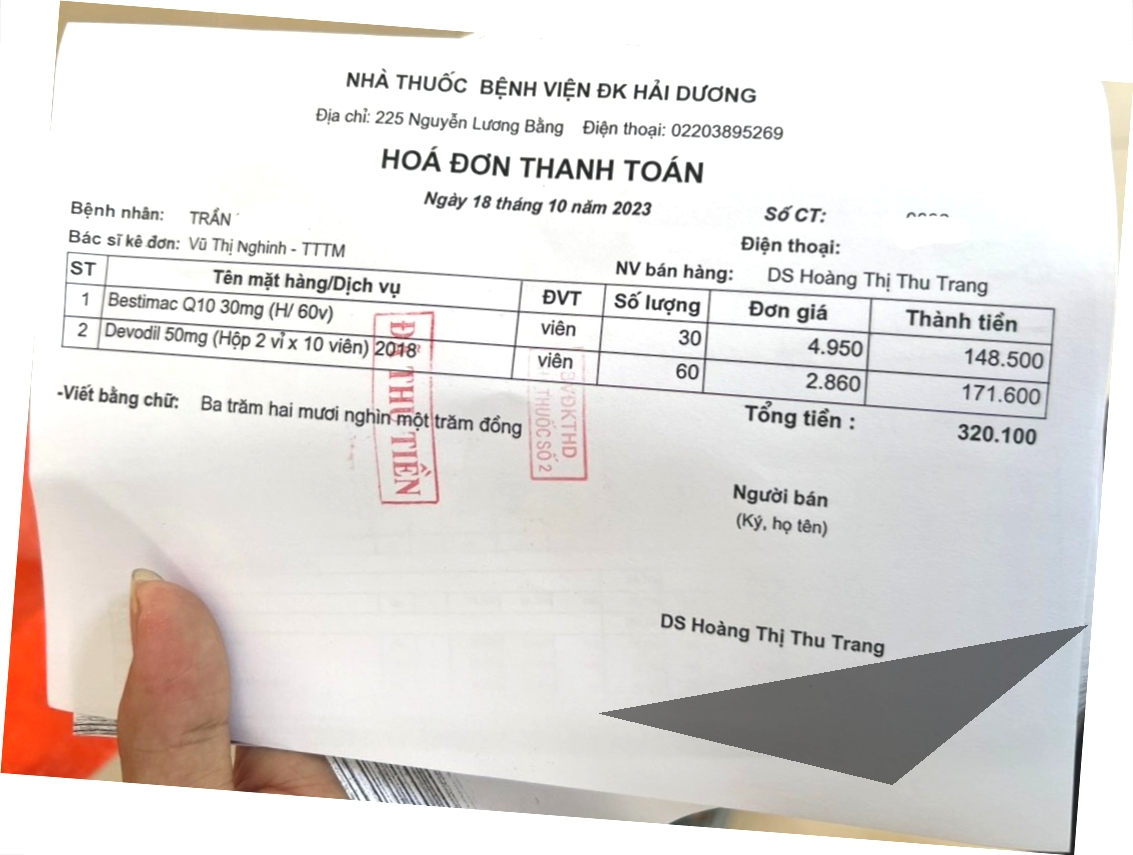 NHÀ THUỐC BỆNH VIỆN ĐK HẢI DƯƠNG
Địa chỉ: 225 Nguyễn Lương Bằng Điện thoại: 02203895269
HOÁ ĐƠN THANH TOÁN
Ngày 18 tháng 10 năm 2023
Bệnh nhân: TRẦN
Số CT:
Bác sĩ kê đơn: Vũ Thị Nghinh - TTTM
Điện thoại:
NV bán hàng: DS Hoàng Thị Thu Trang
ST Tên mặt hàng/Dịch vụ ĐVT Số lượng Đơn giá Thành tiền
1 Bestimac Q10 30mg (H/ 60v) viên 30 4.950 148.500
2 Devodil 50mg (Hộp 2 vỉ x 10 viên) 2018 viên 60 2.860 171.600
-Viết bằng chữ: Ba trăm hai mươi nghìn một trăm đồng
Tổng tiền : 320.100
ĐÃ THU TIỀN
BVĐKTHD
THUỐC SỐ 2
Người bán
(Ký, họ tên)
DS Hoàng Thị Thu Trang